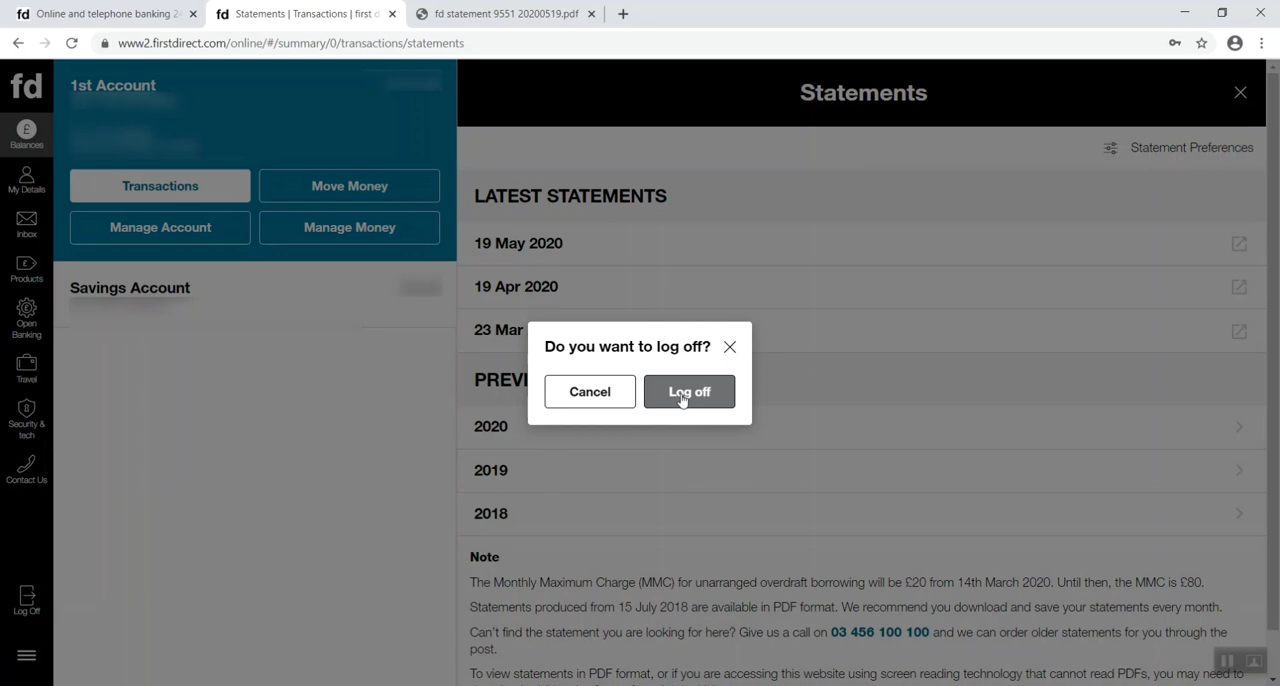 fd Online and telephone banking 24
fd Statements | Transactions | first d
fd statement 9551 20200519.pdf
www2.firstdirect.com/online/#/summary/0/transactions/statements
fd
Balances
My Details
Inbox
Products
Open
Banking
Travel
Security &
tech
Contact Us
Log Off
1st Account
Transactions
Move Money
Manage Account
Manage Money
Savings Account
Statements
Statement Preferences
LATEST STATEMENTS
19 May 2020
19 Apr 2020
23 Mar
PREVI
2020
2019
2018
Do you want to log off?
Cancel
Log off
Note
The Monthly Maximum Charge (MMC) for unarranged overdraft borrowing will be £20 from 14th March 2020. Until then, the MMC is £80.
Statements produced from 15 July 2018 are available in PDF format. We recommend you download and save your statements every month.
Can't find the statement you are looking for here? Give us a call on 03 456 100 100 and we can order older statements for you through the
post.
To view statements in PDF format, or if you are accessing this website using screen reading technology that cannot read PDFs, you may need to